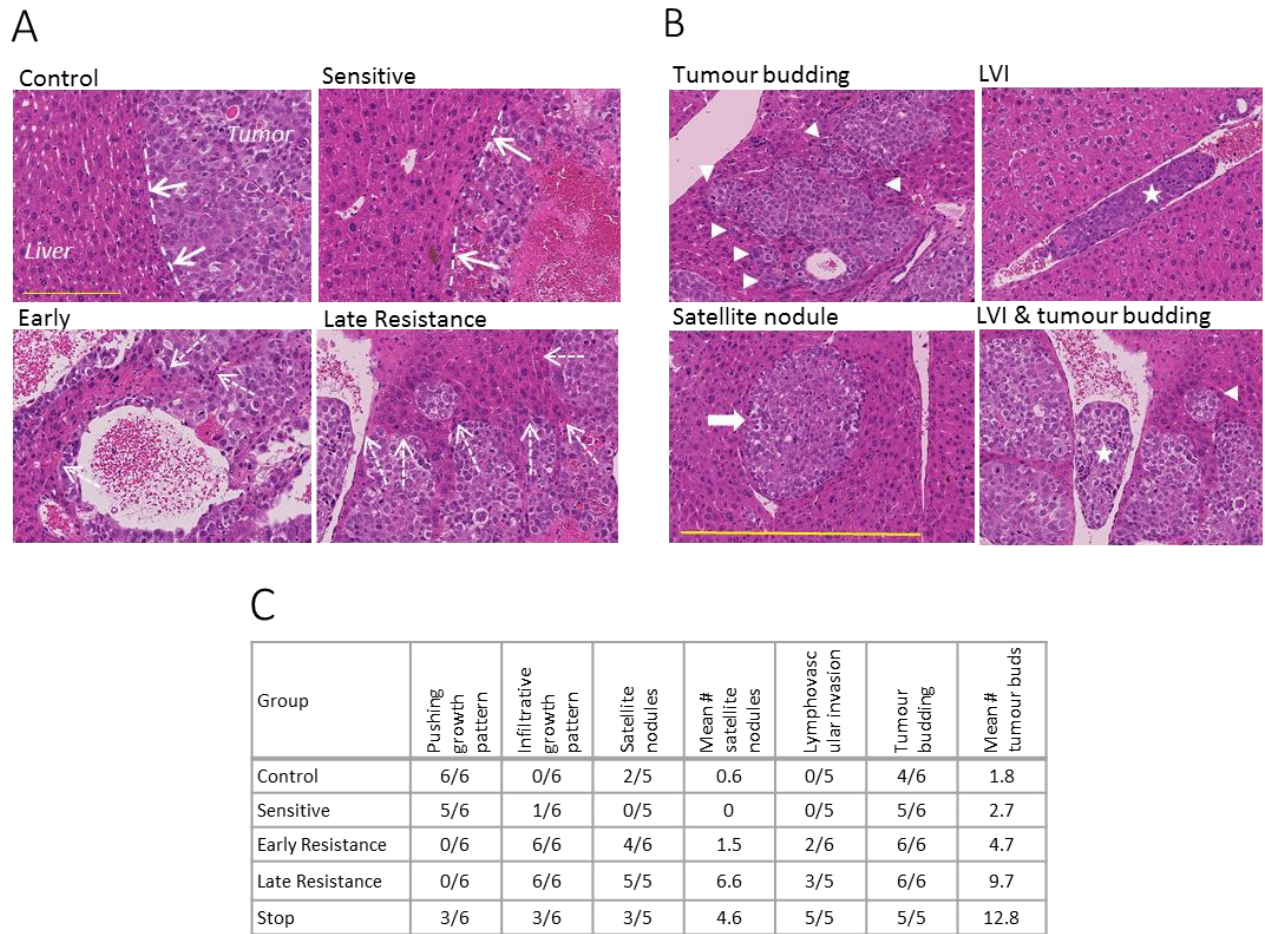 A
B
Control
Sensitive
Tumour budding
LVI
Tumor
Liver
Early
Late Resistance
Satellite nodule
LVI & tumour budding
C
Group
Pushing
growth
pattern
Infiltrative
growth
pattern
Satellite
nodules
Mean #
satellite
nodules
Lymphovasc
ular invasion
Tumour
budding
Mean #
tumour buds
Control 6/6 0/6 2/5 0.6 0/5 4/6 1.8
Sensitive 5/6 1/6 0/5 0 0/5 5/6 2.7
Early Resistance 0/6 6/6 4/6 1.5 2/6 6/6 4.7
Late Resistance 0/6 6/6 5/5 6.6 3/5 6/6 9.7
Stop 3/6 3/6 3/5 4.6 5/5 5/5 12.8